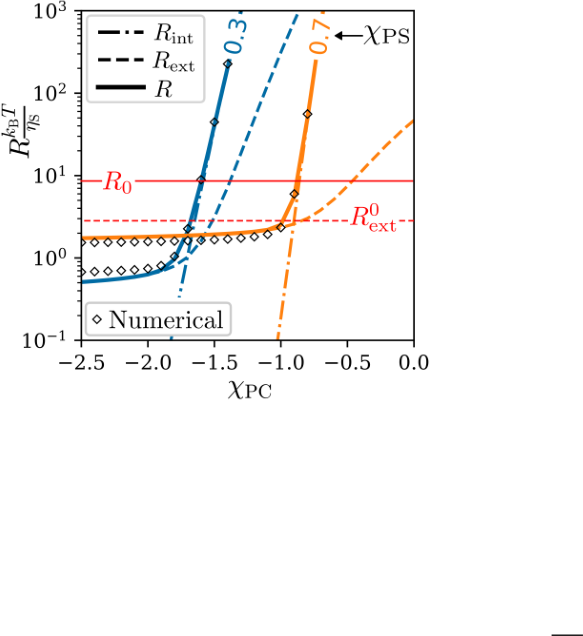 10³
10²
10¹
10⁰
10⁻¹
R k_BT/η_S
R_int
R_ext
R
0.3
0.7
χ_PS
R₀
R⁰_ext
Numerical
−2.5 −2.0 −1.5 −1.0 −0.5 0.0
χ_PC